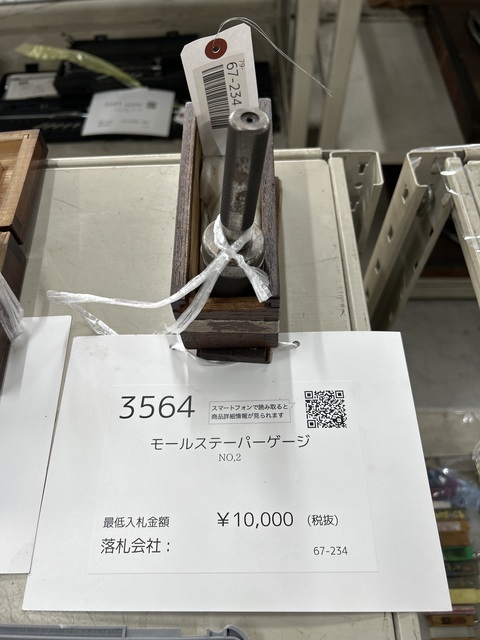 67-234
3564
スマートフォンで読み取ると
商品詳細情報が見られます
モールステーパーゲージ
NO,2
最低入札金額 ￥10,000 (税抜)
落札会社：
67-234